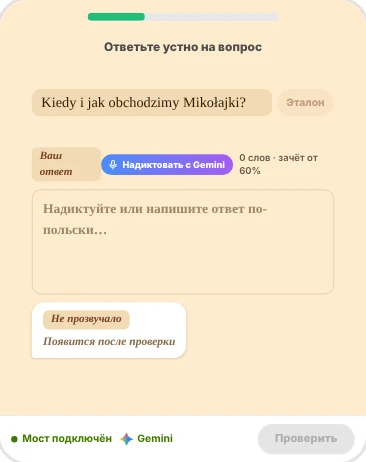 Ответьте устно на вопрос
Kiedy i jak obchodzimy Mikołajki?
Эталон
Ваш ответ
Надиктовать с Gemini
0 слов · зачёт от 60%
Надиктуйте или напишите ответ по-
польски...
Не прозвучало
Появится после проверки
Мост подключён
Gemini
Проверить